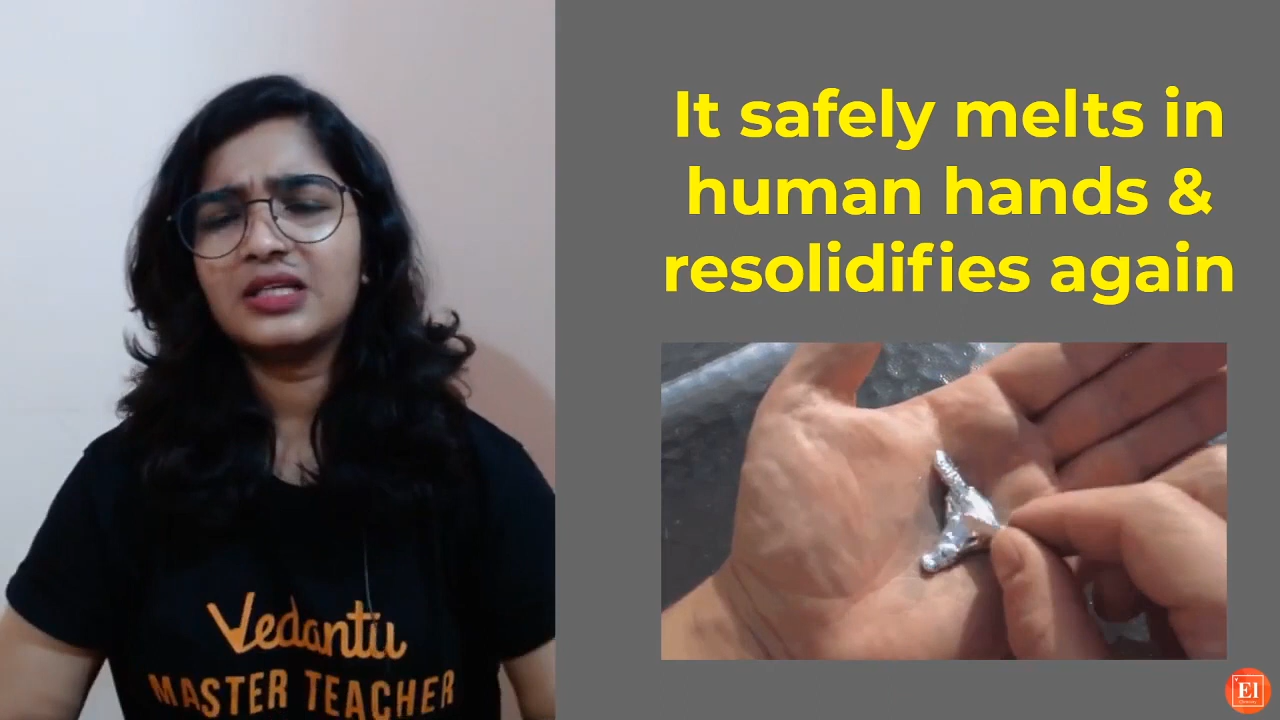 It safely melts in
human hands &
resolidifies again
Vedantu
MASTER TEACHER
El